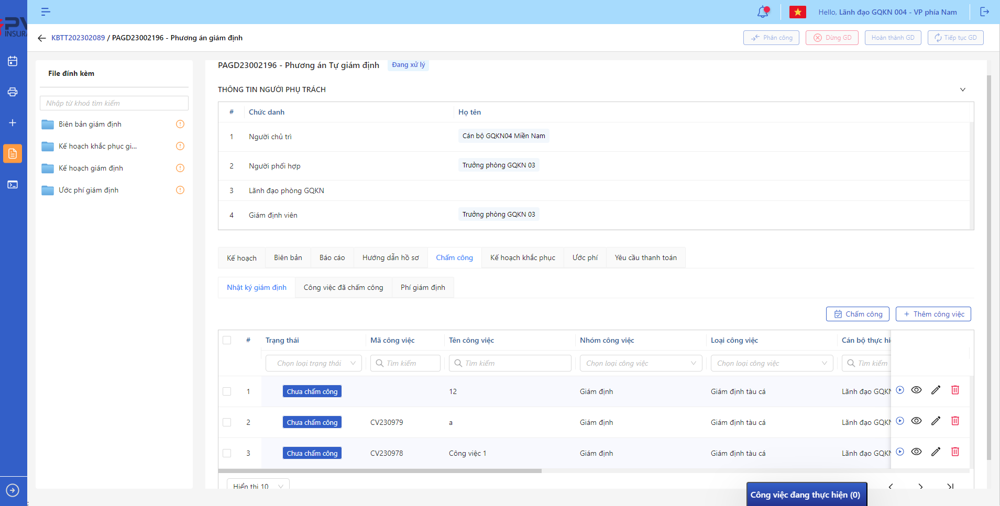 Hello, Lãnh đạo GQKN 004 - VP phía Nam
INSURA
KBTT202302089 / PAGD23002196 - Phương án giám định
Phân công
Dừng GD
Hoàn thành GD
Tiếp tục GD
File đính kèm
Nhập từ khoá tìm kiếm
Biên bản giám định
Kế hoạch khắc phục gi...
Kế hoạch giám định
Ước phí giám định
PAGD23002196 - Phương án Tự giám định
Đang xử lý
THÔNG TIN NGƯỜI PHỤ TRÁCH
# Chức danh Họ tên
1 Người chủ trì Cán bộ GQKN04 Miền Nam
2 Người phối hợp Trưởng phòng GQKN 03
3 Lãnh đạo phòng GQKN
4 Giám định viên Trưởng phòng GQKN 03
Kế hoạch Biên bản Báo cáo Hướng dẫn hồ sơ Chấm công Kế hoạch khắc phục Ước phí Yêu cầu thanh toán
Nhật ký giám định Công việc đã chấm công Phí giám định
Chấm công + Thêm công việc
# Trạng thái Mã công việc Tên công việc Nhóm công việc Loại công việc Cán bộ thực hi
Chọn loại trạng thái Tìm kiếm Tìm kiếm Chọn loại công việc Chọn loại công việc Tìm kiếm
1 Chưa chấm công 12 Giám định Giám định tàu cá Lãnh đạo GQKN
2 Chưa chấm công CV230979 a Giám định Giám định tàu cá Lãnh đạo GQKN
3 Chưa chấm công CV230978 Công việc 1 Giám định Giám định tàu cá Lãnh đạo GQKN
Hiển thị 10
Công việc đang thực hiện (0)